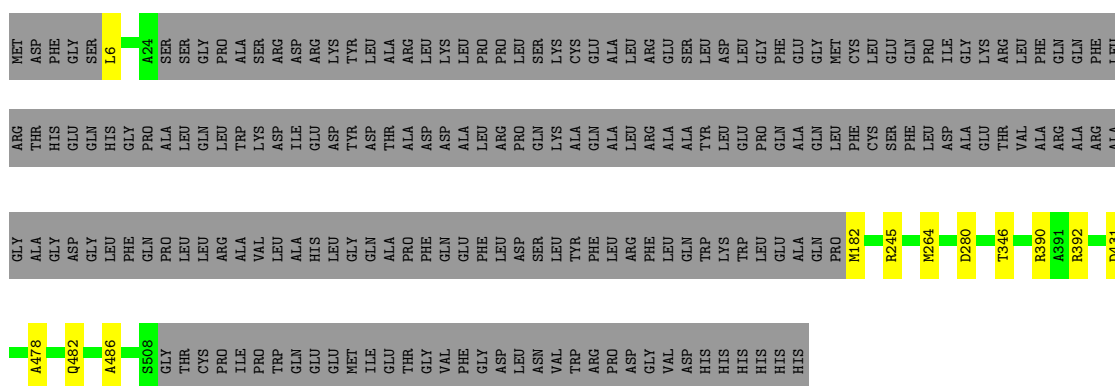 MET ASP PHE GLY SER L6 A24 SER SER GLY PRO ALA SER ARG ASP ARG LYS TYR LEU ALA ARG LEU LYS LEU PRO PRO LEU SER LYS CYS GLU ALA LEU ARG GLU SER LEU ASP LEU GLY PHE GLU GLY MET CYS LEU GLU GLN PRO ILE GLY LYS ARG LEU PHE GLN GLN PHE LEU
ARG THR HIS GLU GLN HIS GLY PRO ALA LEU GLN LEU TRP LYS ASP ILE GLU ASP TYR ASP THR ALA ASP ASP ALA LEU ARG PRO GLN LYS ALA GLN ALA LEU ARG ALA ALA TYR LEU GLU PRO GLN ALA GLN LEU PHE CYS SER PHE LEU ASP ALA GLU THR VAL ALA ARG ALA ARG ALA
GLY ALA GLY ASP GLY LEU PHE GLN PRO LEU LEU ARG ALA VAL LEU ALA HIS LEU GLY GLN ALA PRO PHE GLN GLU PHE LEU ASP SER LEU TYR PHE LEU ARG PHE LEU GLN TRP LYS TRP LEU GLU ALA GLN PRO M182 R245 M264 D280 T346 R390 A391 R392 D431
A478 Q482 A486 S508 GLY THR CYS PRO ILE PRO TRP GLN GLU GLU MET ILE GLU THR GLY VAL PHE GLY ASP LEU ASN VAL TRP ARG PRO ASP GLY VAL ASP HIS HIS HIS HIS HIS HIS